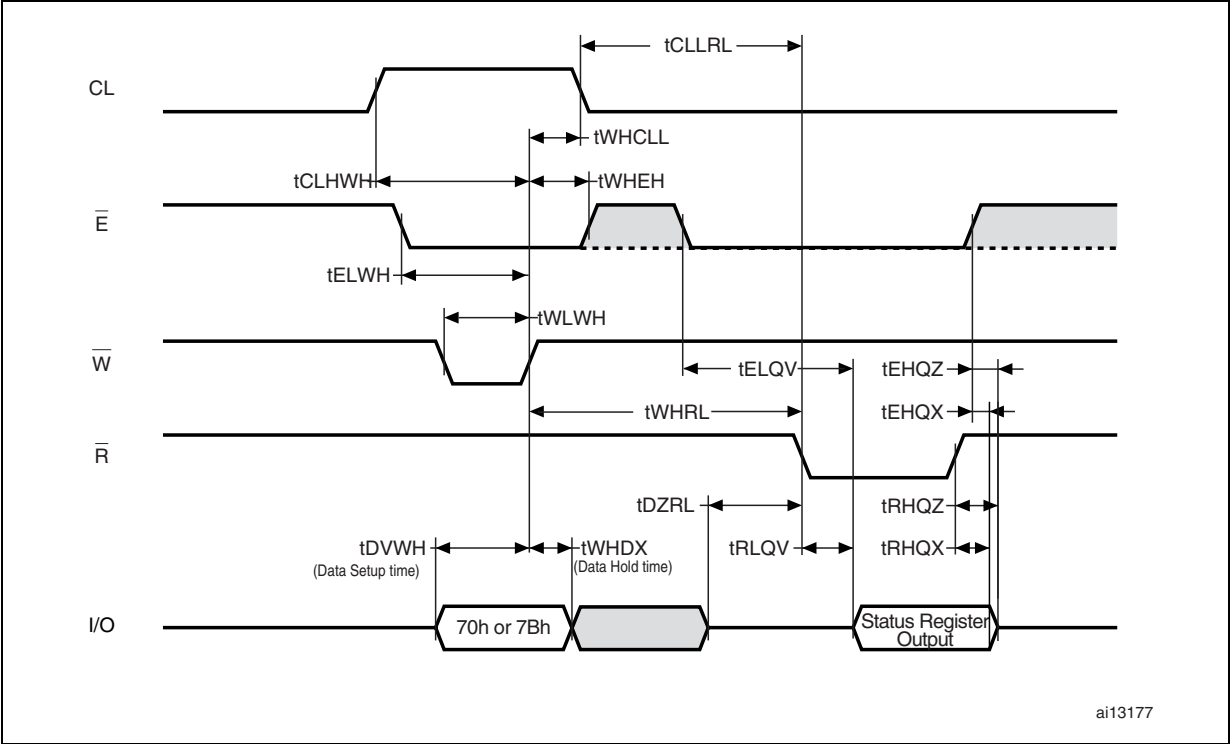 tCLLRL
CL
tWHCLL
tCLHWH
tWHEH
E
tELWH
tWLWH
W
tELQV
tEHQZ
tWHRL
tEHQX
R
tDZRL
tRHQZ
tDVWH
(Data Setup time)
tWHDX
(Data Hold time)
tRLQV
tRHQX
I/O
70h or 7Bh
Status Register
Output
ai13177